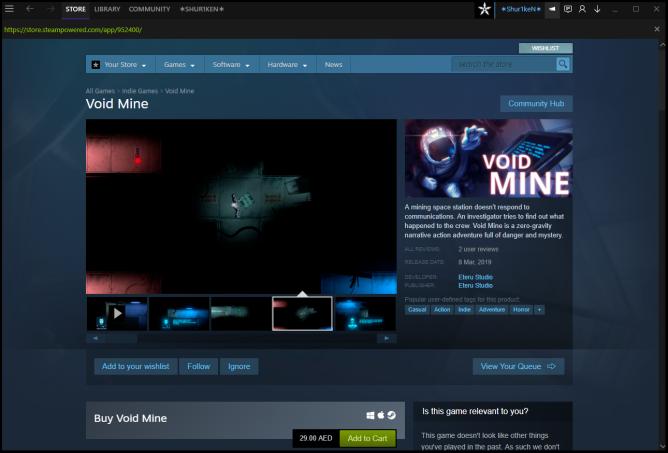 STORE LIBRARY COMMUNITY ✶SHUR1KEN✶
✶Shur1keN✶
https://store.steampowered.com/app/952400/
WISHLIST
Your Store Games Software Hardware News
search the store
All Games > Indie Games > Void Mine
Void Mine
Community Hub
VOID
MINE
A mining space station doesn't respond to
communications. An investigator tries to find out what
happened to the crew. Void Mine is a zero-gravity
narrative action adventure full of danger and mystery.
ALL REVIEWS: 2 user reviews
RELEASE DATE: 8 Mar, 2019
DEVELOPER: Eteru Studio
PUBLISHER: Eteru Studio
Popular user-defined tags for this product:
Casual Action Indie Adventure Horror +
Add to your wishlist Follow Ignore
View Your Queue
Buy Void Mine
29.00 AED Add to Cart
Is this game relevant to you?
This game doesn't look like other things
you've played in the past. As such we don't